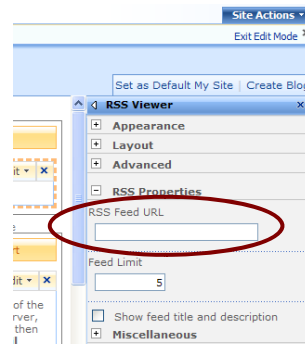 Site Actions
Exit Edit Mode
Set as Default My Site | Create Blog
RSS Viewer
Appearance
Layout
Advanced
RSS Properties
RSS Feed URL
Feed Limit
5
Show feed title and description
Miscellaneous
of the
then